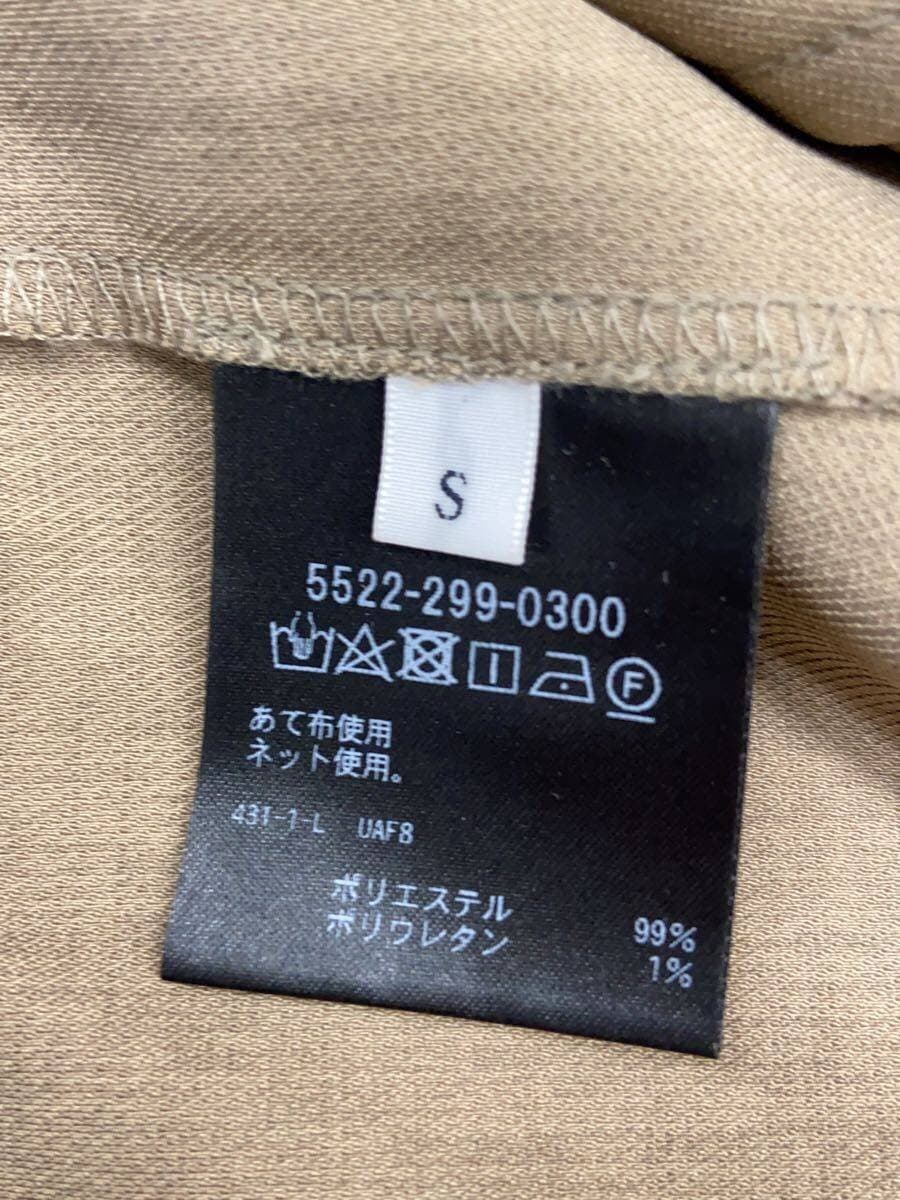 S
5522-299-0300
F
あて布使用
ネット使用。
431-1-L UAF8
ポリエステル 99%
ポリウレタン 1%